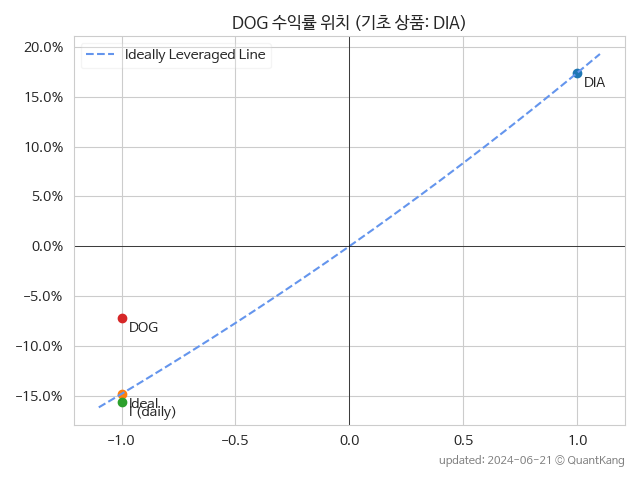 DOG 수익률 위치 (기초 상품: DIA)
Ideally Leveraged Line
20.0%
15.0%
10.0%
5.0%
0.0%
−5.0%
−10.0%
−15.0%
DIA
DOG
Ideal
I (daily)
−1.0 −0.5 0.0 0.5 1.0
updated: 2024-06-21 © QuantKang